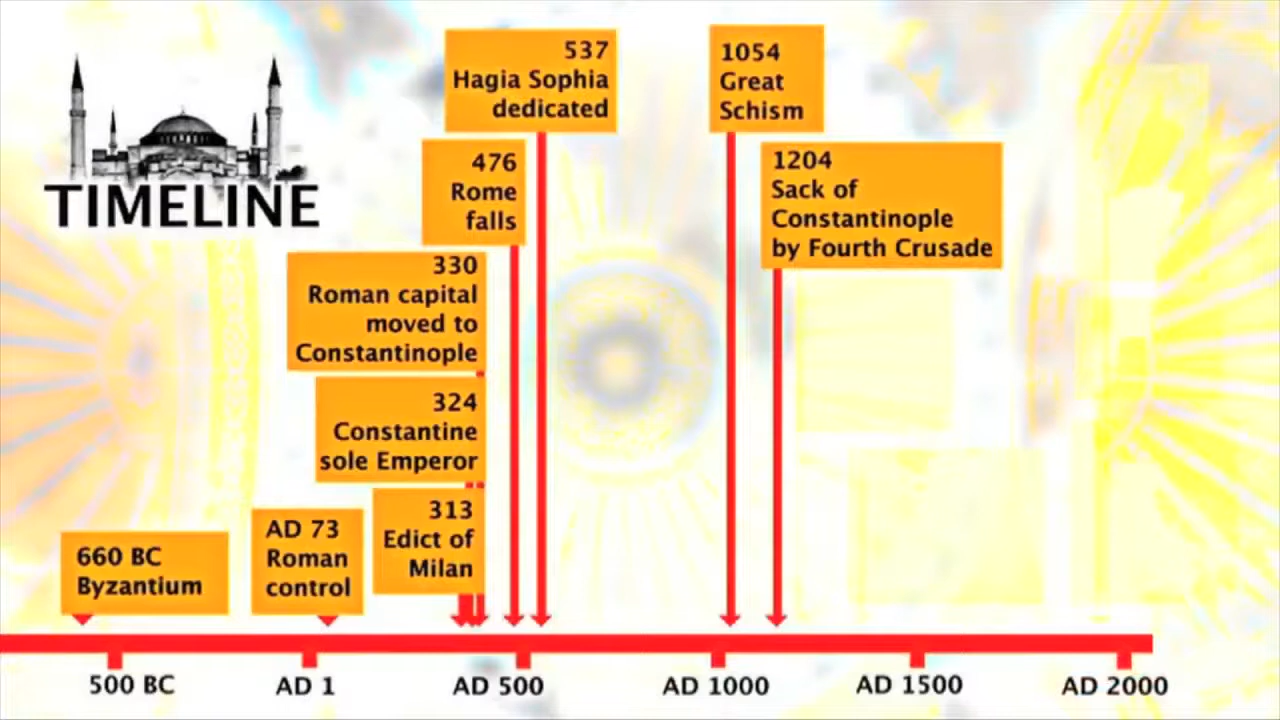 TIMELINE
660 BC
Byzantium
AD 73
Roman
control
313
Edict of
Milan
324
Constantine
sole Emperor
330
Roman capital
moved to
Constantinople
476
Rome
falls
537
Hagia Sophia
dedicated
1054
Great
Schism
1204
Sack of
Constantinople
by Fourth Crusade
500 BC
AD 1
AD 500
AD 1000
AD 1500
AD 2000